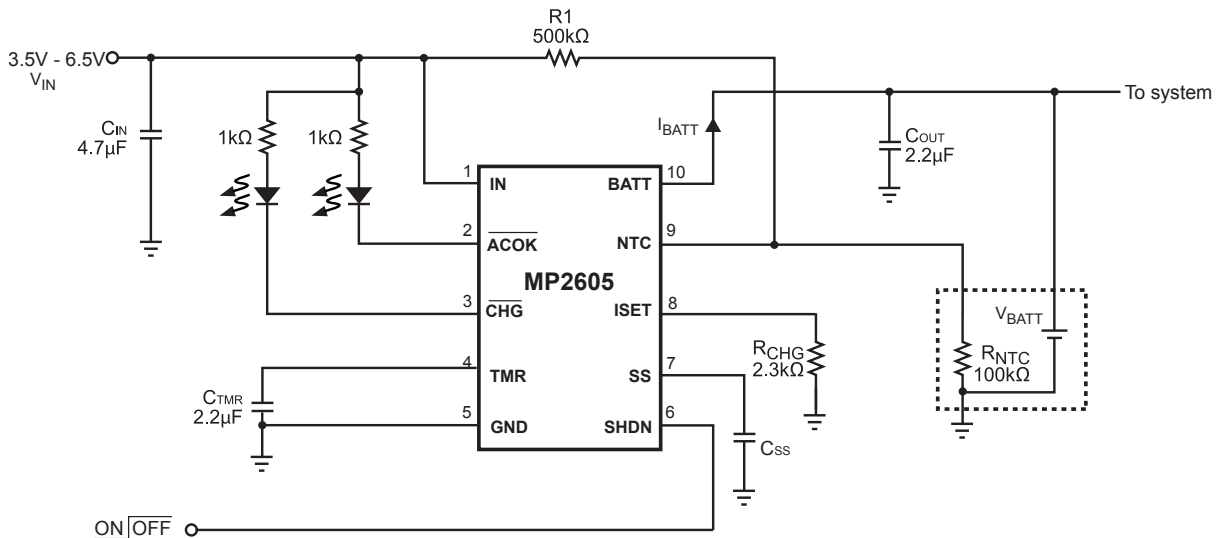 R1
500kΩ
3.5V - 6.5V
VIN
To system
IBATT
CIN
4.7μF
1kΩ
1kΩ
COUT
2.2μF
1
IN
BATT
10
2
ACOK
NTC
9
MP2605
3
CHG
ISET
8
VBATT
RCHG
2.3kΩ
RNTC
100kΩ
4
TMR
SS
7
CTMR
2.2μF
5
GND
SHDN
6
CSS
ON OFF